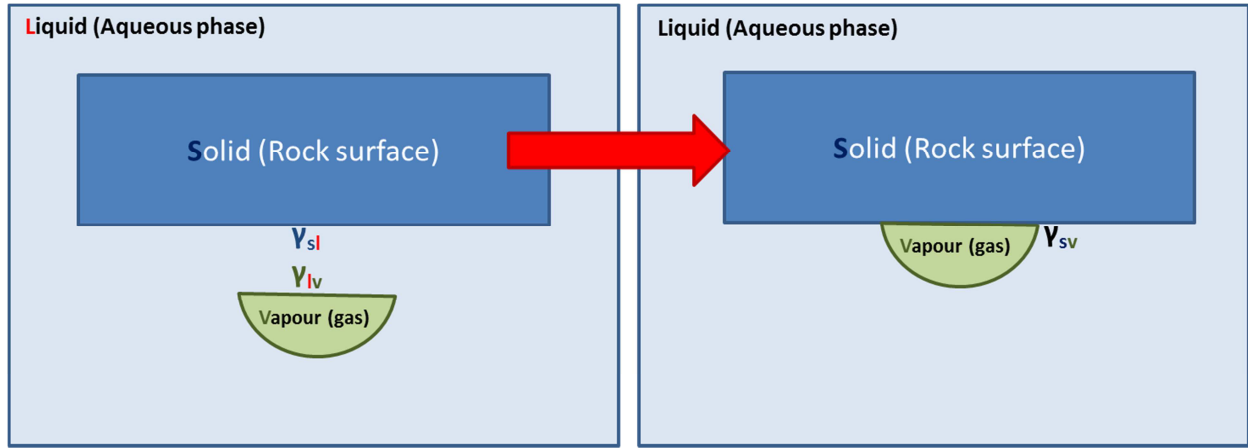 Liquid (Aqueous phase)
Solid (Rock surface)
γsl
γlv
Vapour (gas)
Liquid (Aqueous phase)
Solid (Rock surface)
Vapour (gas)
γsv